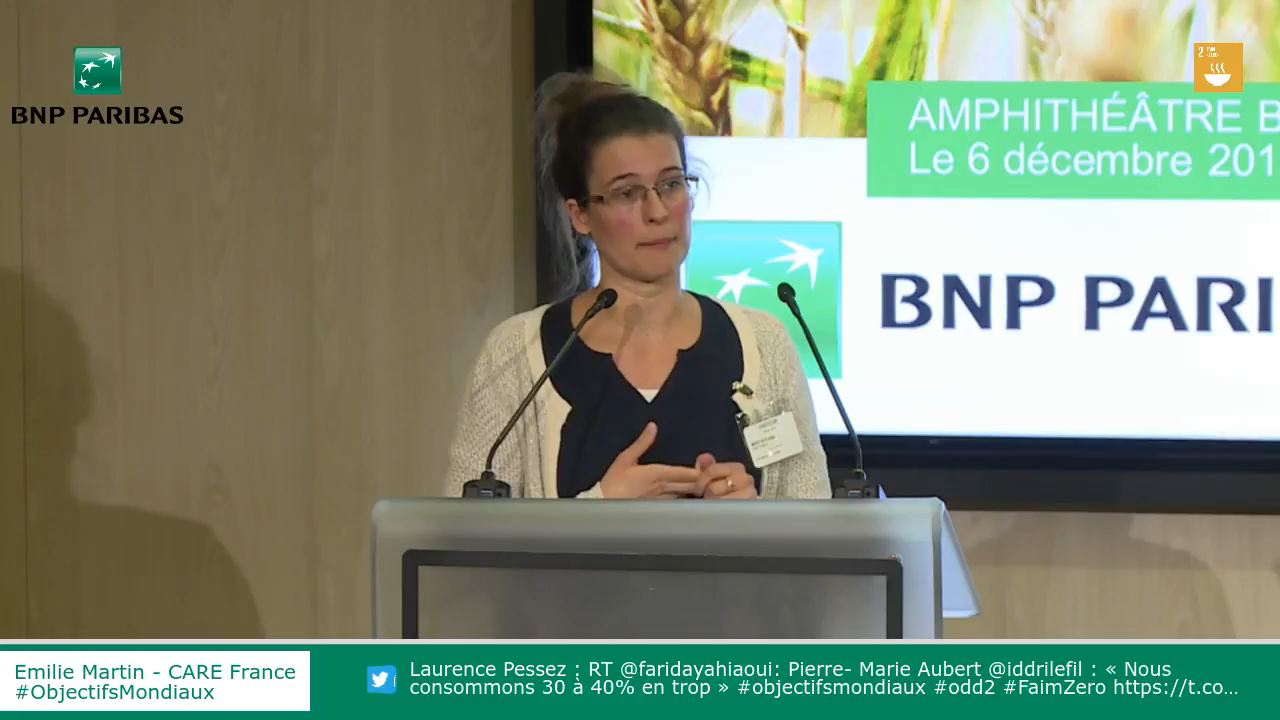 BNP PARIBAS
2
AMPHITHÉÂTRE B
Le 6 décembre 201
BNP PARI
Emilie Martin - CARE France
#ObjectifsMondiaux
Laurence Pessez : RT @faridayahiaoui: Pierre- Marie Aubert @iddrilefil : « Nous
consommons 30 à 40% en trop » #objectifsmondiaux #odd2 #FaimZero https://t.co...